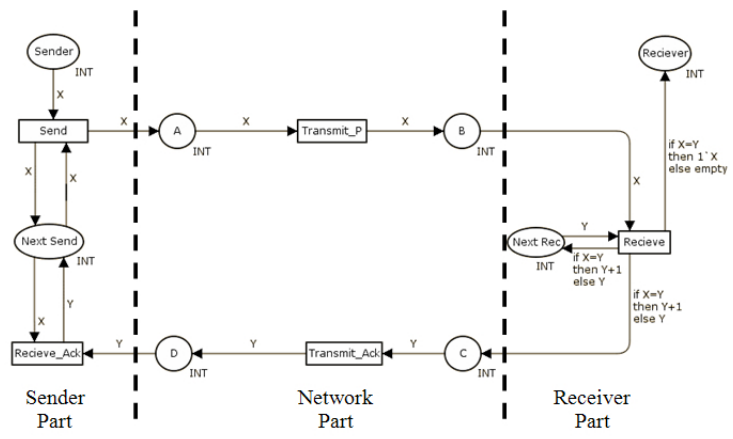 Sender
INT
X
Send
X
X
X
Next Send
INT
X
Y
Recieve_Ack
Y
A
INT
X
Transmit_P
X
B
INT
D
INT
Y
Transmit_Ack
Y
C
INT
Reciever
INT
if X=Y
then 1`X
else empty
X
Next Rec
INT
Y
Recieve
if X=Y
then Y+1
else Y
if X=Y
then Y+1
else Y
Sender
Part
Network
Part
Receiver
Part